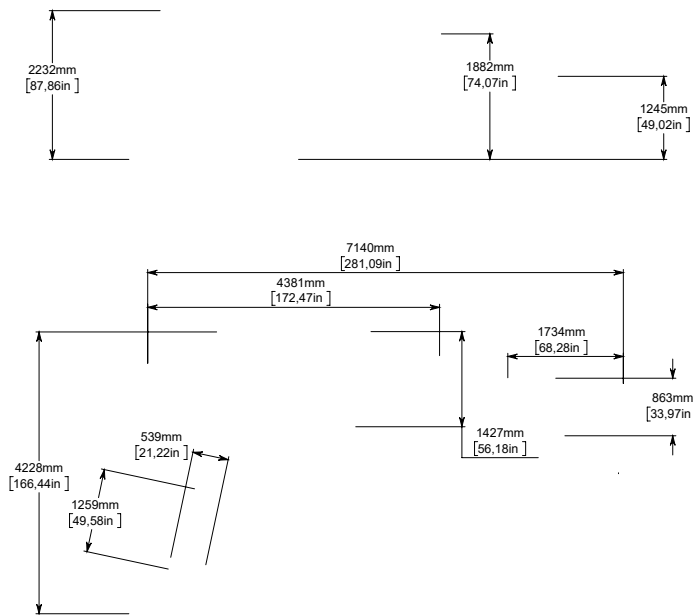 2232mm
[87,86in]
1882mm
[74,07in]
1245mm
[49,02in]
7140mm
[281,09in]
4381mm
[172,47in]
1734mm
[68,28in]
863mm
[33,97in
539mm
[21,22in]
1427mm
[56,18in]
4228mm
[166,44in]
1259mm
[49,58in]